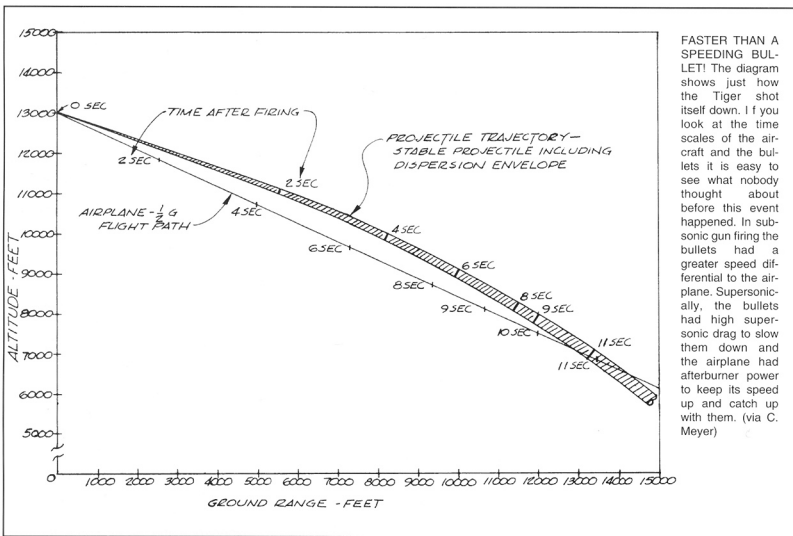 15000
14000
13000
12000
11000
10000
9000
8000
7000
6000
5000
0
ALTITUDE - FEET
0 SEC
TIME AFTER FIRING
2 SEC
2 SEC
PROJECTILE TRAJECTORY-
STABLE PROJECTILE INCLUDING
DISPERSION ENVELOPE
AIRPLANE - 1/2 G
FLIGHT PATH
4 SEC
4 SEC
6 SEC
6 SEC
8 SEC
8 SEC
9 SEC
9 SEC
10 SEC
11 SEC
11 SEC
1000 2000 3000 4000 5000 6000 7000 8000 9000 10000 11000 12000 13000 14000 15000
GROUND RANGE - FEET
FASTER THAN A
SPEEDING BUL-
LET! The diagram
shows just how
the Tiger shot
itself down. I f you
look at the time
scales of the air-
craft and the bul-
lets it is easy to
see what nobody
thought about
before this event
happened. In sub-
sonic gun firing the
bullets had a
greater speed dif-
ferential to the air-
plane. Supersonic-
ally, the bullets
had high super-
sonic drag to slow
them down and
the airplane had
afterburner power
to keep its speed
up and catch up
with them. (via C.
Meyer)